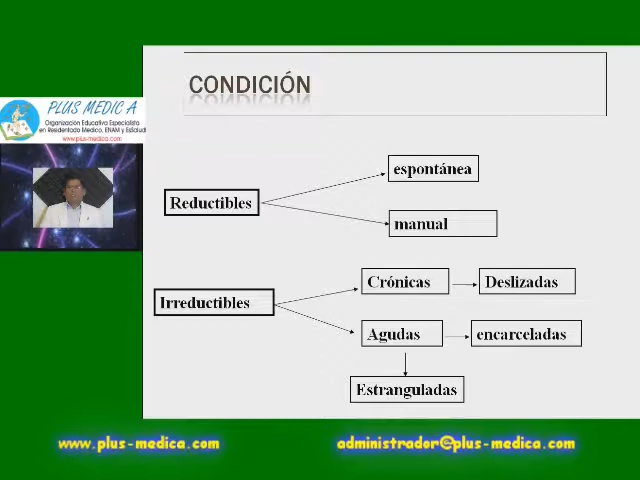 CONDICIÓN
PLUS MEDIC A
Organización Educativa Especialista
en Residentado Medico, ENAM y EsSalud
www.plus-medica.com
espontánea
Reductibles
manual
Crónicas
Deslizadas
Irreductibles
Agudas
encarceladas
Estranguladas
www.plus-medica.com
administrador@plus-medica.com